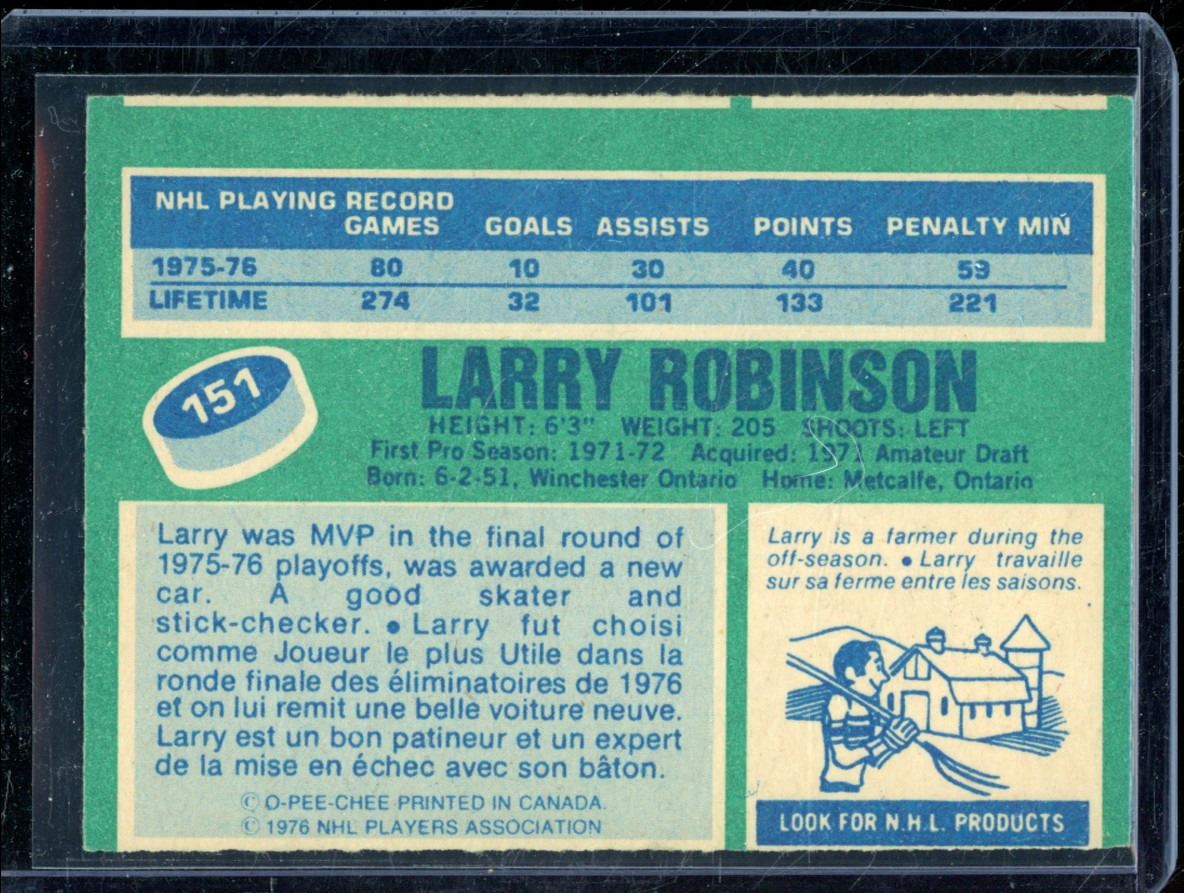 NHL PLAYING RECORD
GAMES GOALS ASSISTS POINTS PENALTY MIN
1975-76 80 10 30 40 59
LIFETIME 274 32 101 133 221
151
LARRY ROBINSON
HEIGHT: 6'3" WEIGHT: 205 SHOOTS: LEFT
First Pro Season: 1971-72 Acquired: 1971 Amateur Draft
Born: 6-2-51, Winchester Ontario Home: Metcalfe, Ontario
Larry was MVP in the final round of
1975-76 playoffs, was awarded a new
car. A good skater and
stick-checker. • Larry fut choisi
comme Joueur le plus Utile dans la
ronde finale des éliminatoires de 1976
et on lui remit une belle voiture neuve.
Larry est un bon patineur et un expert
de la mise en échec avec son bâton.
© O-PEE-CHEE PRINTED IN CANADA.
© 1976 NHL PLAYERS ASSOCIATION
Larry is a farmer during the
off-season. • Larry travaille
sur sa ferme entre les saisons.
LOOK FOR N.H.L. PRODUCTS